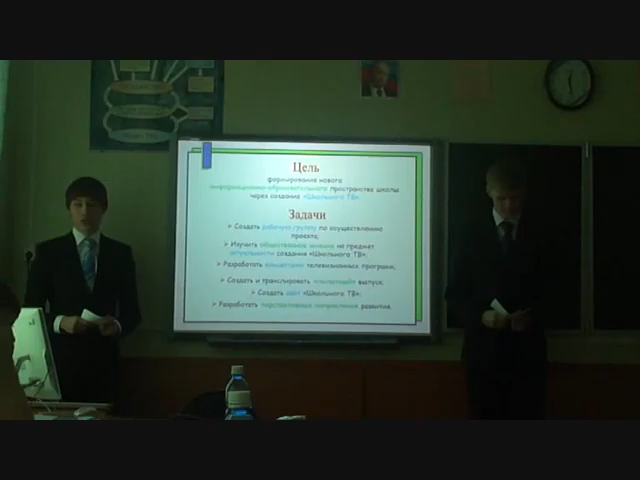 Цель
формирование нового
информационно-образовательного пространства школы
через создание «Школьного ТВ».
Задачи
➢ Создать рабочую группу по осуществлению
проекта;
➢ Изучить общественное мнение на предмет
актуальности создания «Школьного ТВ»;
➢ Разработать концепцию телевизионных программ;
➢ Создать и транслировать выпуск;
➢ Создать сайт «Школьного ТВ»;
➢ Разработать перспективные направления развития.